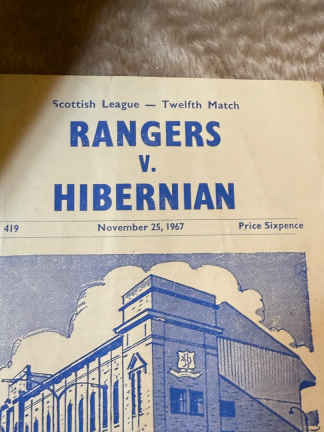 Scottish League — Twelfth Match
RANGERS
V.
HIBERNIAN
419 November 25, 1967 Price Sixpence